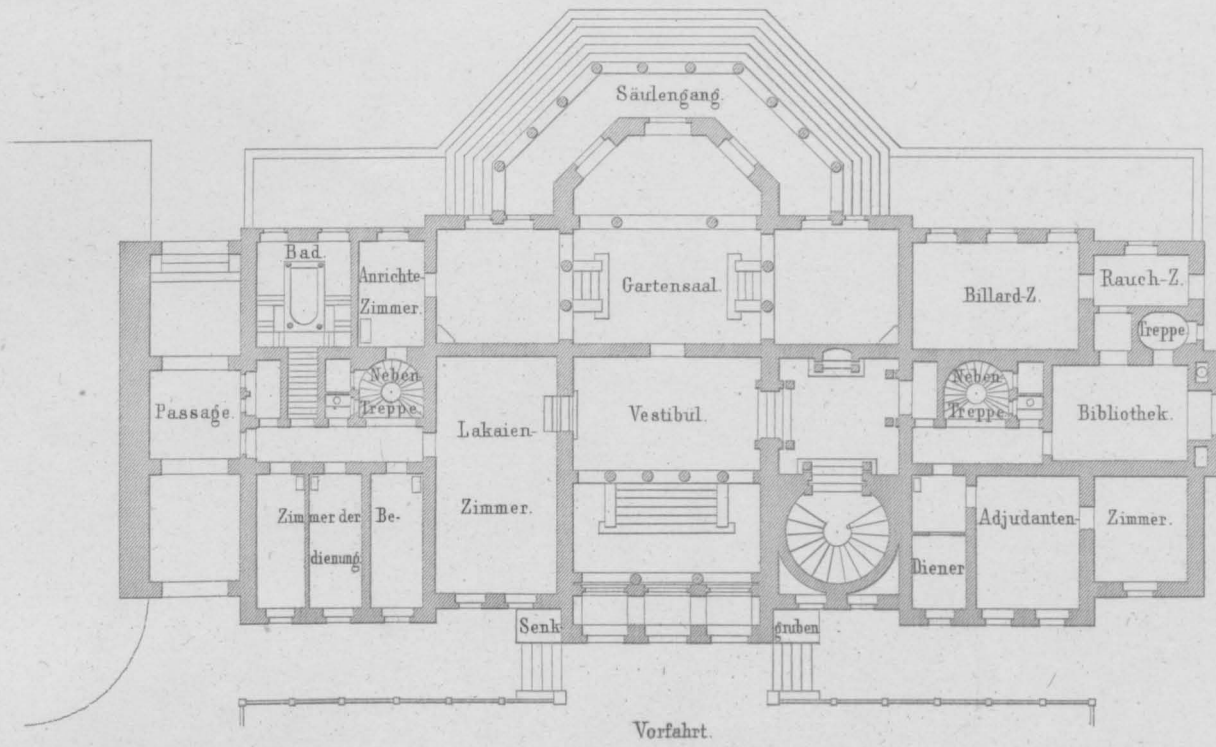 Säulengang.
Bad.
Anrichte-
Zimmer.
Gartensaal.
Billard-Z.
Rauch-Z.
Treppe.
Neben
Treppe.
Passage.
Lakaien-
Zimmer.
Vestibul.
Neben
Treppe
Bibliothek.
Zimmer der Be-
dienung
Diener
Adjudanten-
Zimmer.
Senk-
gruben
Vorfahrt.